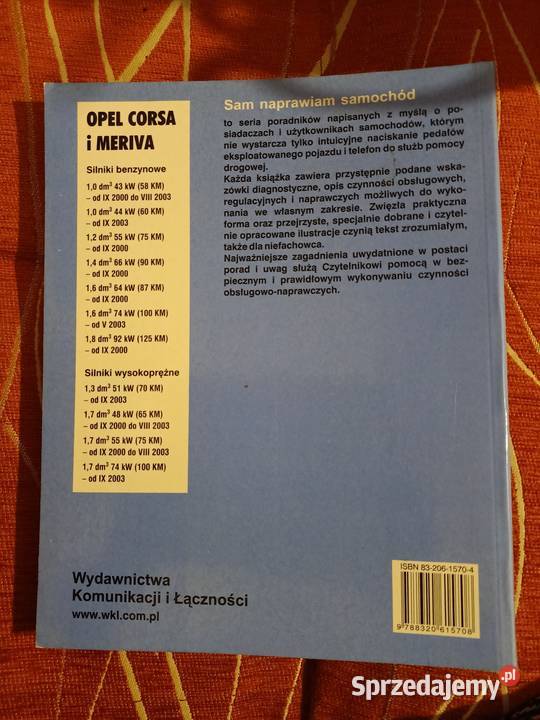 OPEL CORSA
i MERIVA
Silniki benzynowe
1,0 dm³ 43 kW (58 KM)
– od IX 2000 do VIII 2003
1,0 dm³ 44 kW (60 KM)
– od IX 2003
1,2 dm³ 55 kW (75 KM)
– od IX 2000
1,4 dm³ 66 kW (90 KM)
– od IX 2000
1,6 dm³ 64 kW (87 KM)
– od IX 2000
1,6 dm³ 74 kW (100 KM)
– od V 2003
1,8 dm³ 92 kW (125 KM)
– od IX 2000
Silniki wysokoprężne
1,3 dm³ 51 kW (70 KM)
– od IX 2003
1,7 dm³ 48 kW (65 KM)
– od IX 2000 do VIII 2003
1,7 dm³ 55 kW (75 KM)
– od IX 2000 do VIII 2003
1,7 dm³ 74 kW (100 KM)
– od IX 2003
Sam naprawiam samochód
to seria poradników napisanych z myślą o po-
siadaczach i użytkownikach samochodów, którym
nie wystarcza tylko intuicyjne naciskanie pedałów
eksploatowanego pojazdu i telefon do służb pomocy
drogowej.
Każda książka zawiera przystępnie podane wska-
zówki diagnostyczne, opis czynności obsługowych,
regulacyjnych i naprawczych możliwych do wyko-
nania we własnym zakresie. Zwięzła praktyczna
forma oraz przejrzyste, specjalnie dobrane i czytel-
nie opracowane ilustracje czynią tekst zrozumiałym,
także dla niefachowca.
Najważniejsze zagadnienia uwydatnione w postaci
porad i uwag służą Czytelnikowi pomocą w bez-
piecznym i prawidłowym wykonywaniu czynności
obsługowo-naprawczych.
Wydawnictwa
Komunikacji i Łączności
www.wkl.com.pl
ISBN 83-206-1570-4
9 788320 615708
Sprzedajemy.pl